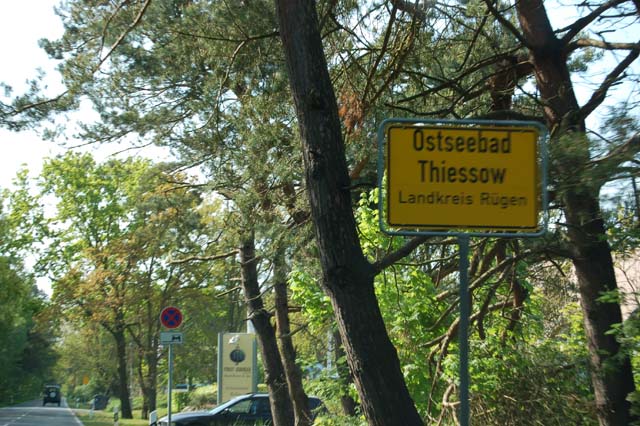 Ostseebad
Thiessow
Landkreis Rügen